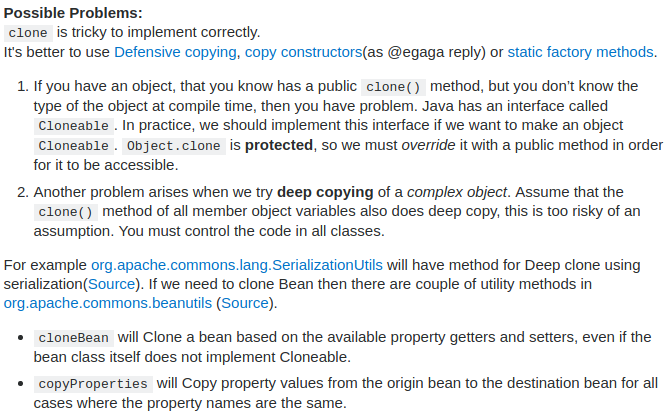 Possible Problems:
clone is tricky to implement correctly.
It's better to use Defensive copying, copy constructors(as @egaga reply) or static factory methods.
1. If you have an object, that you know has a public clone() method, but you don’t know the
type of the object at compile time, then you have problem. Java has an interface called
Cloneable . In practice, we should implement this interface if we want to make an object
Cloneable . Object.clone is protected, so we must override it with a public method in order
for it to be accessible.
2. Another problem arises when we try deep copying of a complex object. Assume that the
clone() method of all member object variables also does deep copy, this is too risky of an
assumption. You must control the code in all classes.
For example org.apache.commons.lang.SerializationUtils will have method for Deep clone using
serialization(Source). If we need to clone Bean then there are couple of utility methods in
org.apache.commons.beanutils (Source).
• cloneBean will Clone a bean based on the available property getters and setters, even if the
bean class itself does not implement Cloneable.
• copyProperties will Copy property values from the origin bean to the destination bean for all
cases where the property names are the same.